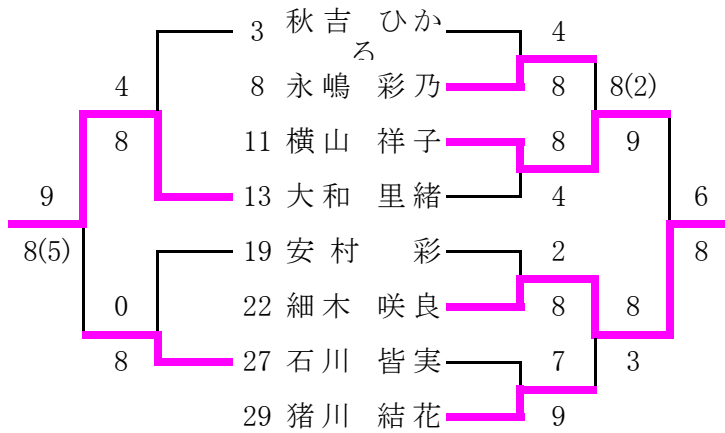 3 秋吉 ひかる 4
4 8 永嶋 彩乃 8 8(2)
8 11 横山 祥子 8 9
9 13 大和 里緒 4 6
8(5) 19 安村 彩 2 8
0 22 細木 咲良 8 8
8 27 石川 皆実 7 3
29 猪川 結花 9